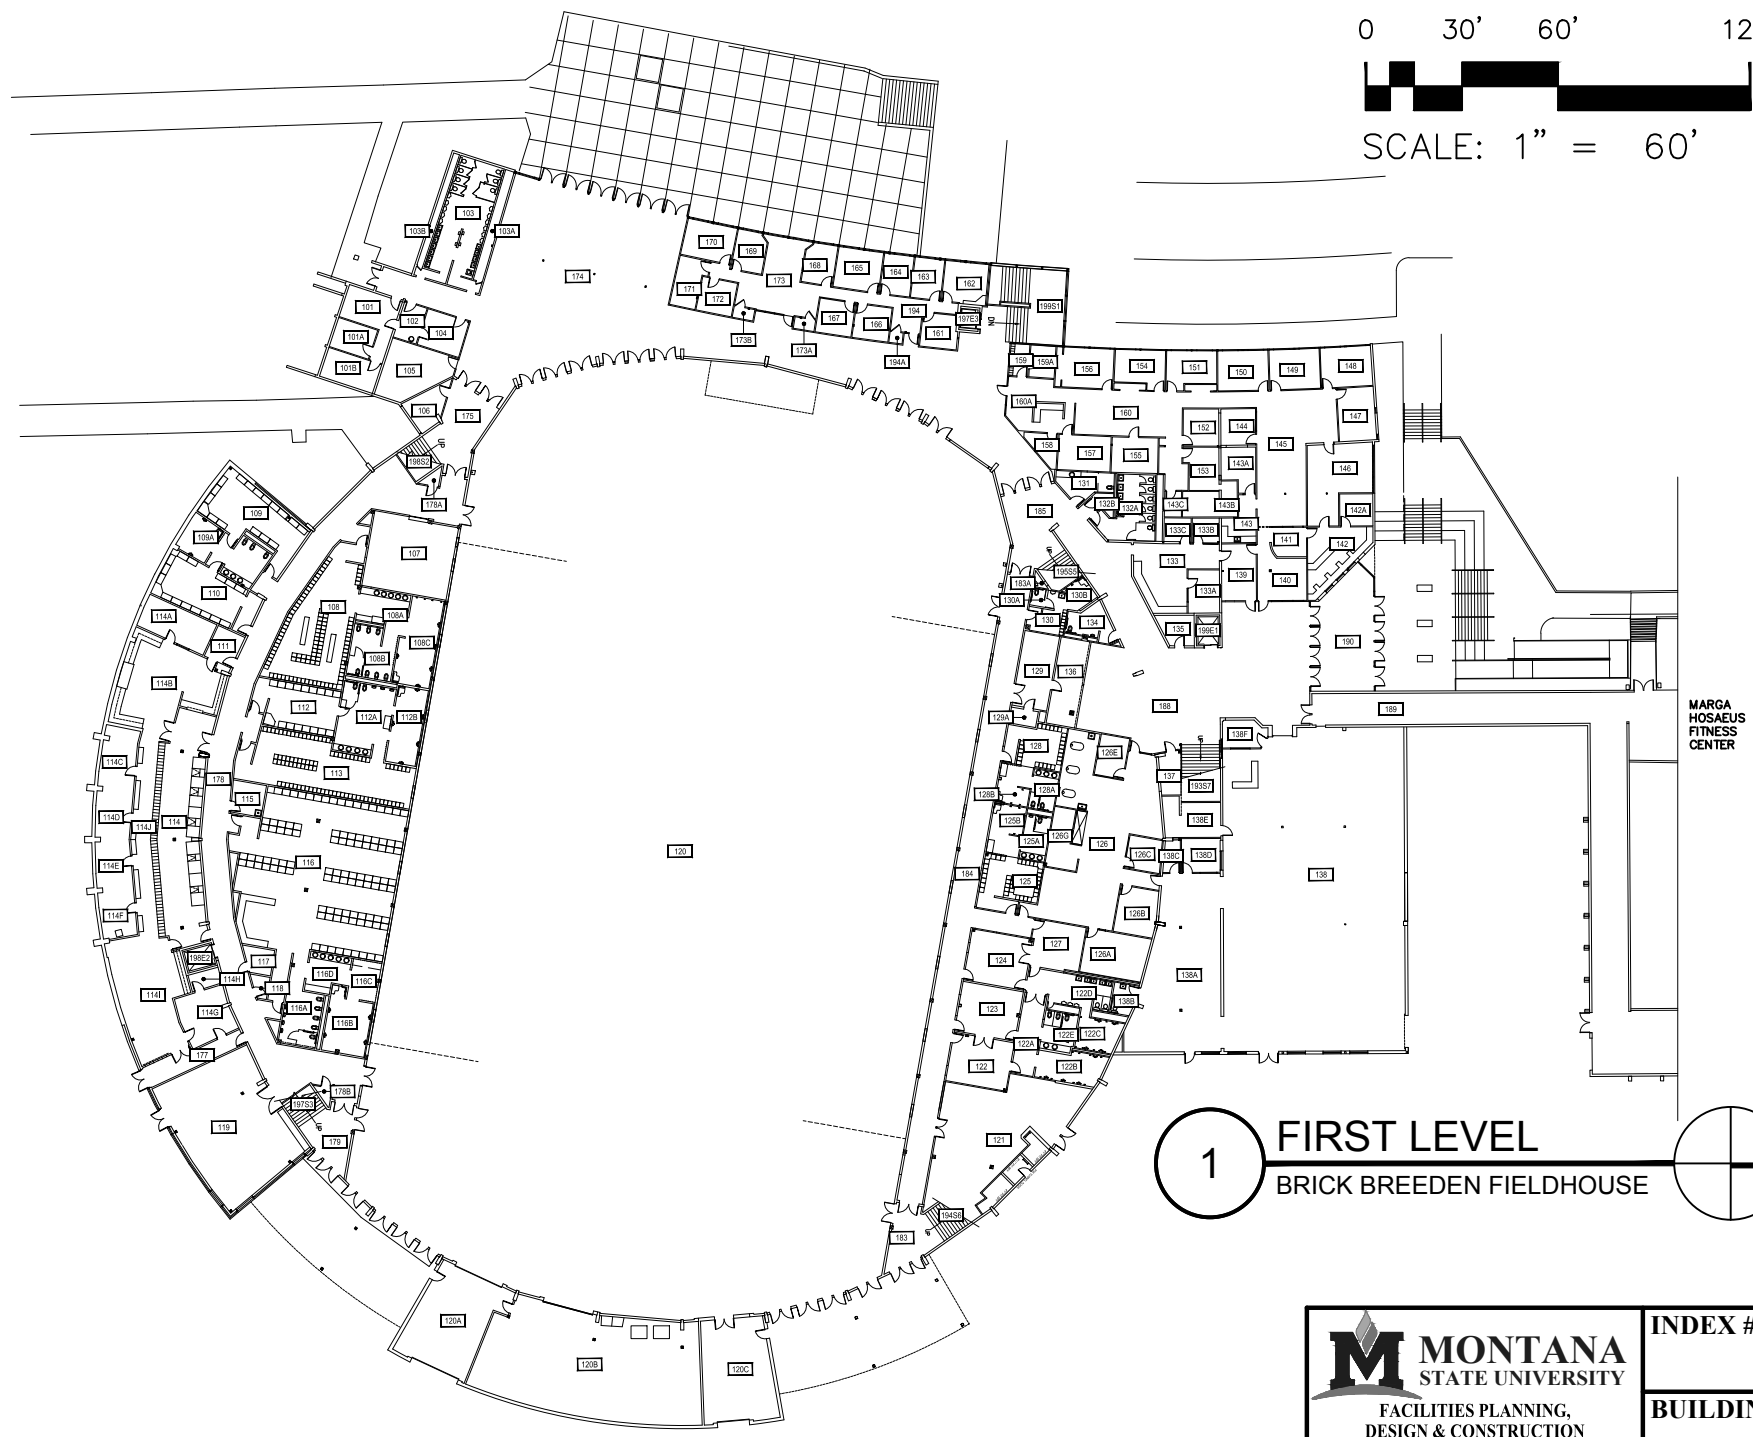 0 30' 60' 12
SCALE: 1" = 60'
103
103B
103A
174
170
169
168
165
164
163
162
173
171
172
167
166
194
161
197E3
DN
199S1
173B
173A
194A
101
102
104
101A
101B
105
106
175
UP
198S2
178A
159
159A
156
154
151
150
149
148
160A
160
147
152
144
145
158
157
155
153
143A
146
131
132B
132A
143C
143B
142A
185
133C
133B
143
141
142
109
109A
107
110
114A
108
108A
111
108C
108B
114B
112
112A
112B
195S5
183A
130A
130B
130
134
133
133A
139
140
135
199E1
190
129
136
188
189
MARGA
HOSAEUS
FITNESS
CENTER
129A
138F
128
126E
114C
178
113
137
193S7
128B
128A
115
114D
114J
114
125B
126G
125A
126
138E
116
120
126C
138C
138D
114E
184
125
138
114F
126B
117
198E2
114H
118
116D
116C
127
124
126A
138A
114I
114G
116A
116B
123
122D
138B
122E
122C
122A
177
122
122B
178B
197S3
119
179
121
194S6
183
120A
120B
120C
1
FIRST LEVEL
BRICK BREEDEN FIELDHOUSE
MONTANA
STATE UNIVERSITY
FACILITIES PLANNING,
DESIGN & CONSTRUCTION
INDEX #
BUILDIN